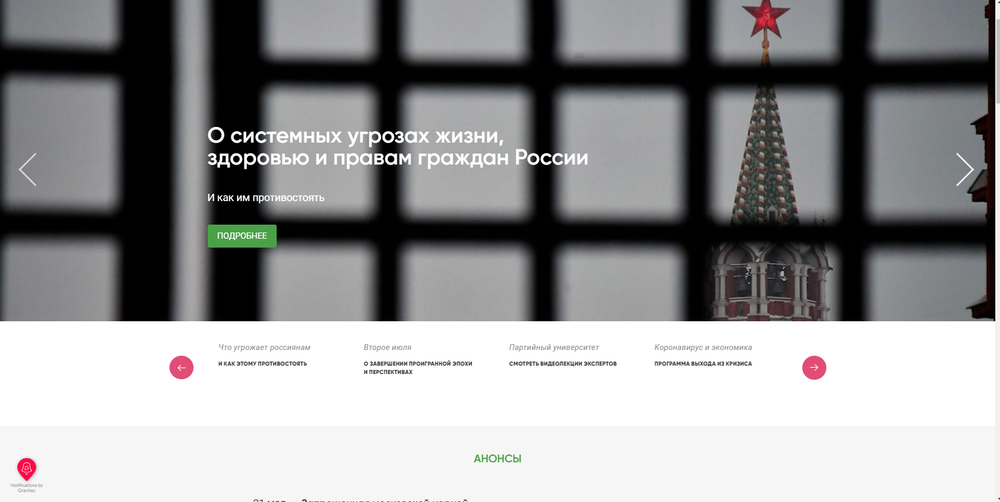 О системных угрозах жизни,
здоровью и правам граждан России
И как им противостоять
ПОДРОБНЕЕ
Что угрожает россиянам
И КАК ЭТОМУ ПРОТИВОСТОЯТЬ
Второе июля
О ЗАВЕРШЕНИИ ПРОИГРАННОЙ ЭПОХИ
И ПЕРСПЕКТИВАХ
Партийный университет
СМОТРЕТЬ ВИДЕОЛЕКЦИИ ЭКСПЕРТОВ
Коронавирус и экономика
ПРОГРАММА ВЫХОДА ИЗ КРИЗИСА
АНОНСЫ
Notifications by
Gravitec